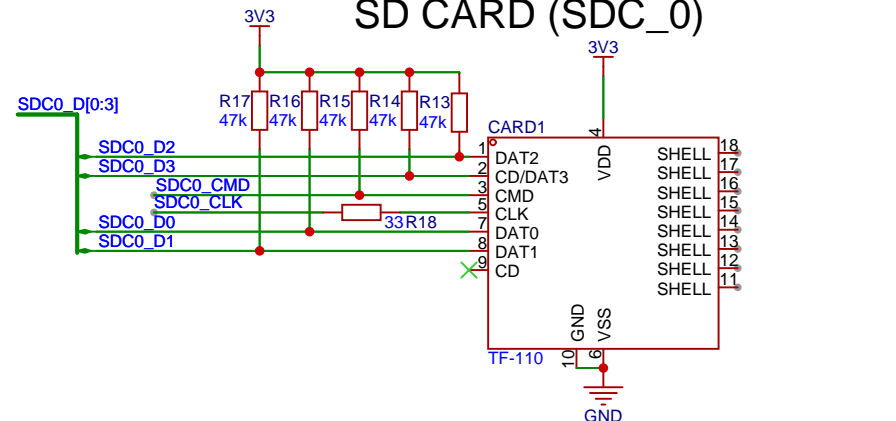 SD CARD (SDC_0)
3V3
3V3
SDC0_D[0:3]
R17 R16 R15 R14 R13
47k 47k 47k 47k 47k
CARD1
SDC0_D2
1 DAT2
SDC0_D3
2 CD/DAT3
SDC0_CMD
3 CMD
SDC0_CLK
33 R18
5 CLK
SDC0_D0
7 DAT0
SDC0_D1
8 DAT1
9 CD
4
VDD
SHELL 18
SHELL 17
SHELL 16
SHELL 15
SHELL 14
SHELL 13
SHELL 12
SHELL 11
GND
VSS
TF-110
10
6
GND